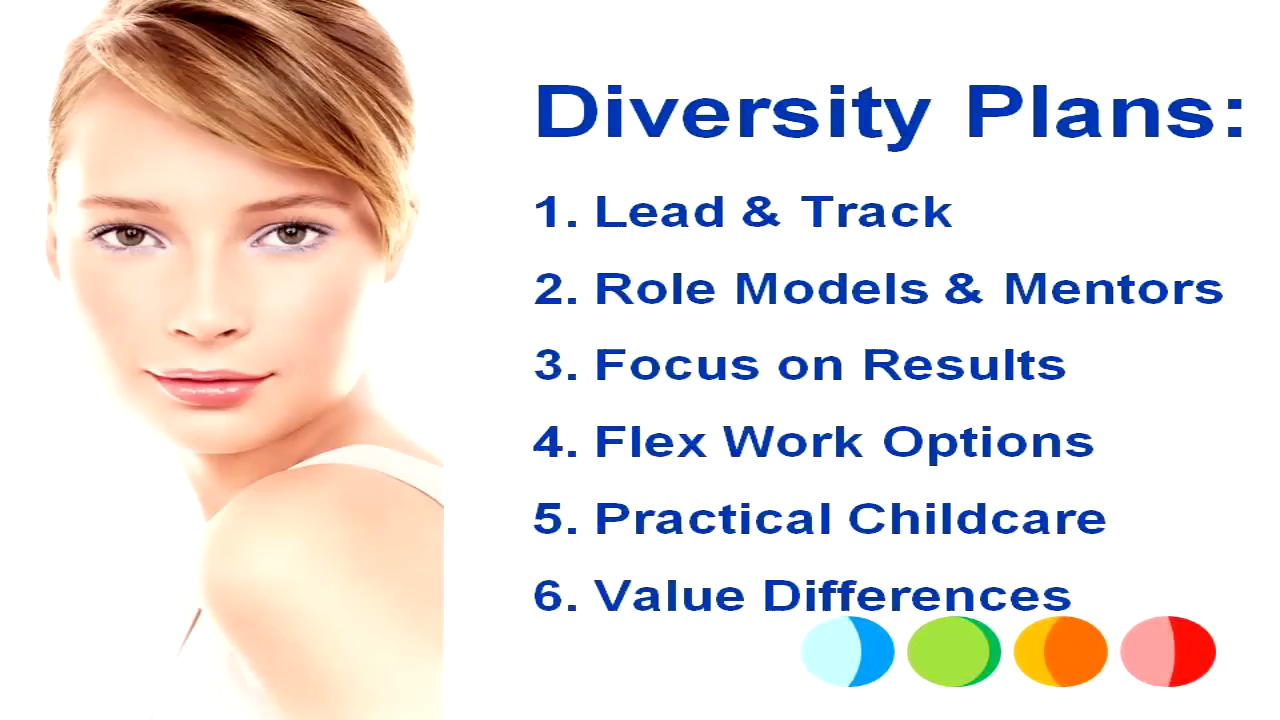 Diversity Plans:
1. Lead & Track
2. Role Models & Mentors
3. Focus on Results
4. Flex Work Options
5. Practical Childcare
6. Value Differences